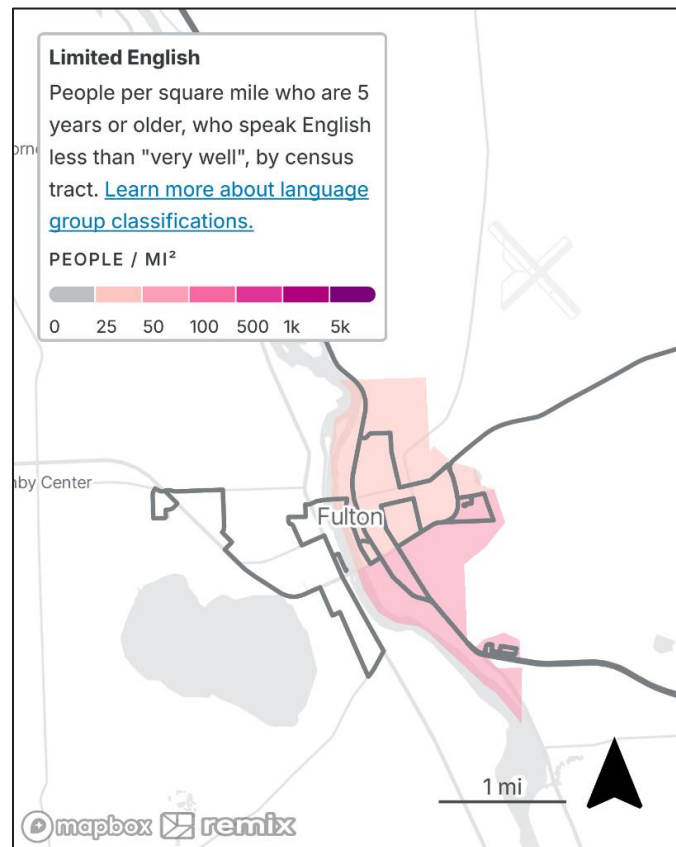 Limited English
People per square mile who are 5
years or older, who speak English
less than "very well", by census
tract. Learn more about language
group classifications.
PEOPLE / MI²
0 25 50 100 500 1k 5k
nby Center
Fulton
1 mi
mapbox remix